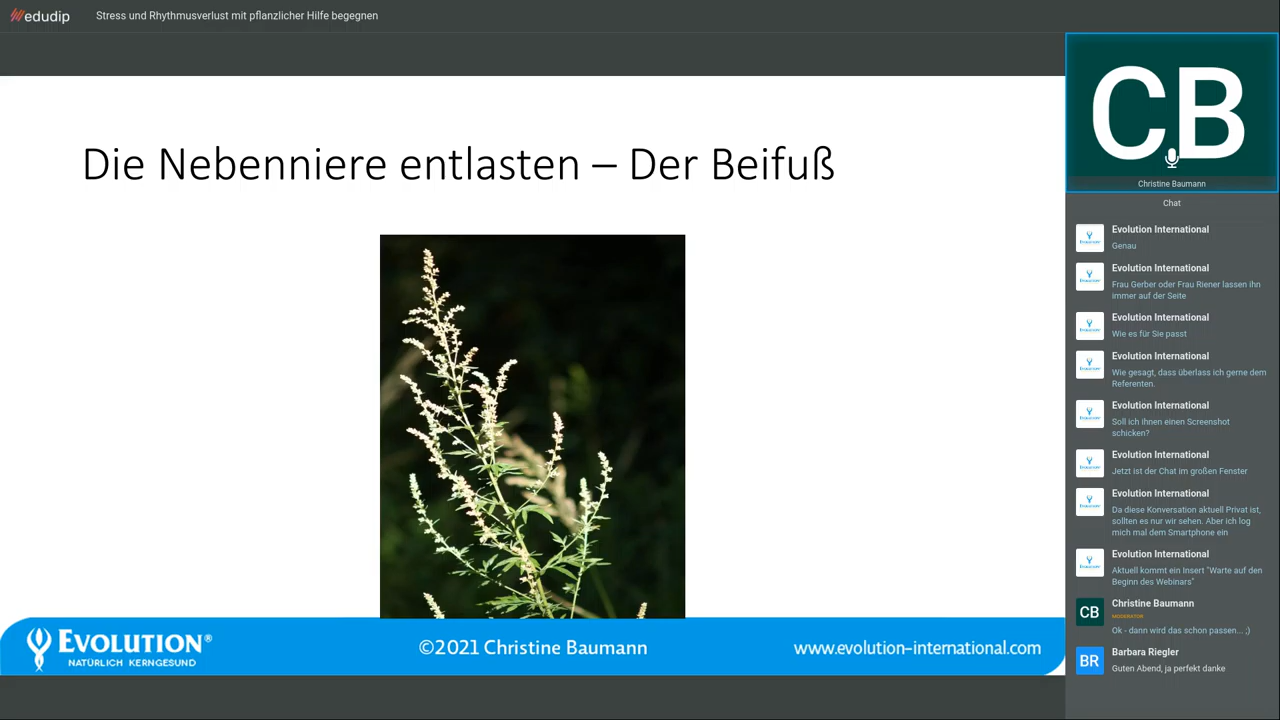 edudip
Stress und Rhythmusverlust mit pflanzlicher Hilfe begegnen
Die Nebenniere entlasten – Der Beifuß
EVOLUTION®
NATÜRLICH KERNGESUND
©2021 Christine Baumann
www.evolution-international.com
CB
Christine Baumann
Chat
Evolution International
Genau
Evolution International
Frau Gerber oder Frau Riener lassen ihn
immer auf der Seite
Evolution International
Wie es für Sie passt
Evolution International
Wie gesagt, dass überlass ich gerne dem
Referenten.
Evolution International
Soll ich ihnen einen Screenshot
schicken?
Evolution International
Jetzt ist der Chat im großen Fenster
Evolution International
Da diese Konversation aktuell Privat ist,
sollten es nur wir sehen. Aber ich log
mich mal dem Smartphone ein
Evolution International
Aktuell kommt ein Insert "Warte auf den
Beginn des Webinars"
CB
Christine Baumann
MODERATOR
Ok - dann wird das schon passen... ;)
BR
Barbara Riegler
Guten Abend, ja perfekt danke